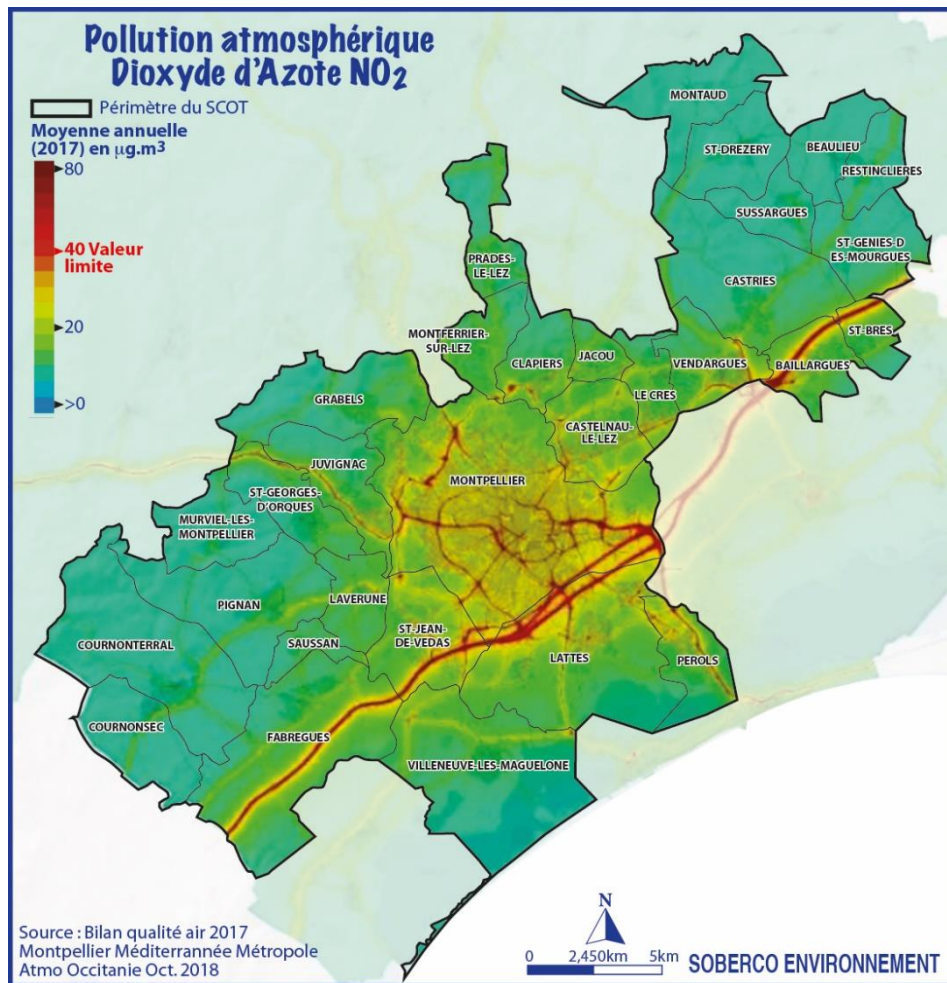 Pollution atmosphérique
Dioxyde d'Azote NO2
Périmètre du SCOT
Moyenne annuelle
(2017) en µg.m3
80
40 Valeur
limite
20
>0
MONTAUD
ST-DREZERY
BEAULIEU
RESTINCLIERES
SUSSARGUES
ST-GENIES-D
ES-MOURGUES
CASTRIES
PRADES-
LE-LEZ
MONTFERRIER-
SUR-LEZ
CLAPIERS
JACOU
VENDARGUES
ST-BRES
BAILLARGUES
LE CRES
GRABELS
CASTELNAU-
LE-LEZ
JUVIGNAC
MONTPELLIER
ST-GEORGES-
D'ORQUES
MURVIEL-LES-
MONTPELLIER
PIGNAN
LAVERUNE
COURNONTERRAL
SAUSSAN
ST-JEAN-
DE-VEDAS
LATTES
PEROLS
COURNONSEC
FABREGUES
VILLENEUVE-LES-MAGUELONE
Source : Bilan qualité air 2017
Montpellier Méditerrannée Métropole
Atmo Occitanie Oct. 2018
N
0 2,450km 5km
SOBERCO ENVIRONNEMENT